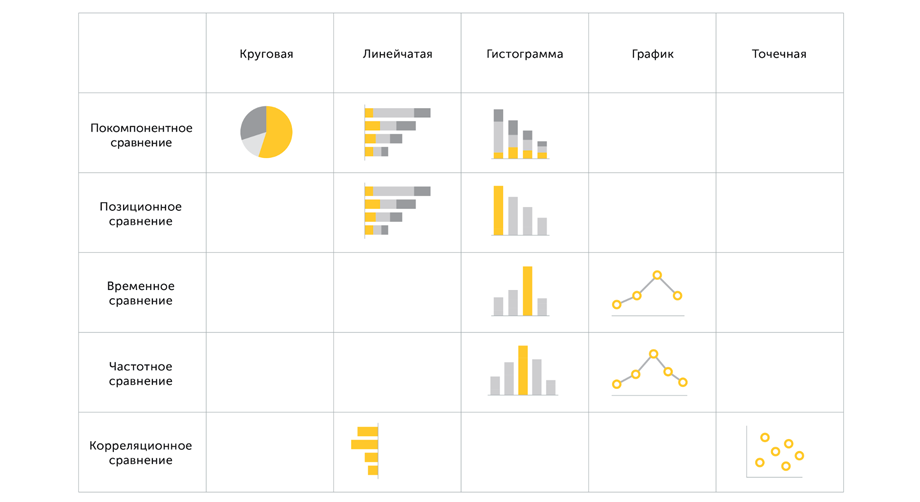 Круговая
Линейчатая
Гистограмма
График
Точечная
Покомпонентное
сравнение
Позиционное
сравнение
Временное
сравнение
Частотное
сравнение
Корреляционное
сравнение